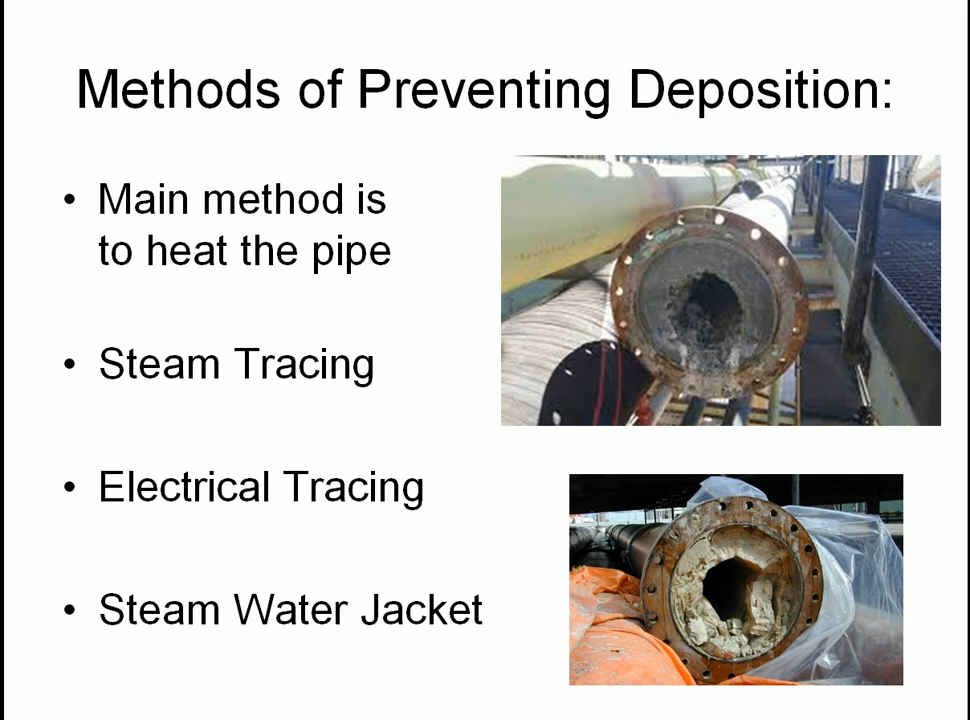 Methods of Preventing Deposition:
• Main method is
to heat the pipe
• Steam Tracing
• Electrical Tracing
• Steam Water Jacket